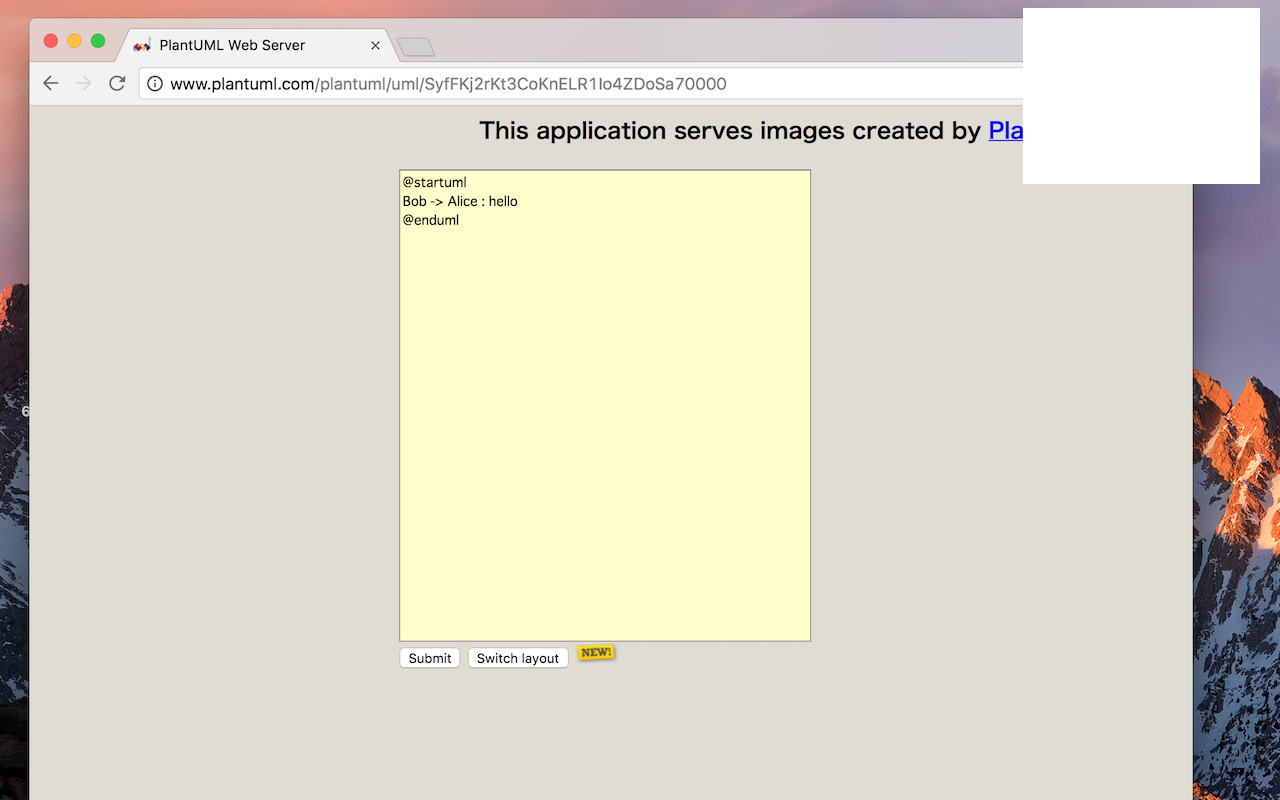 PlantUML Web Server
www.plantuml.com/plantuml/uml/SyfFKj2rKt3CoKnELR1Io4ZDoSa70000
This application serves images created by Pla
@startuml
Bob -> Alice : hello
@enduml
6
Submit Switch layout NEW!